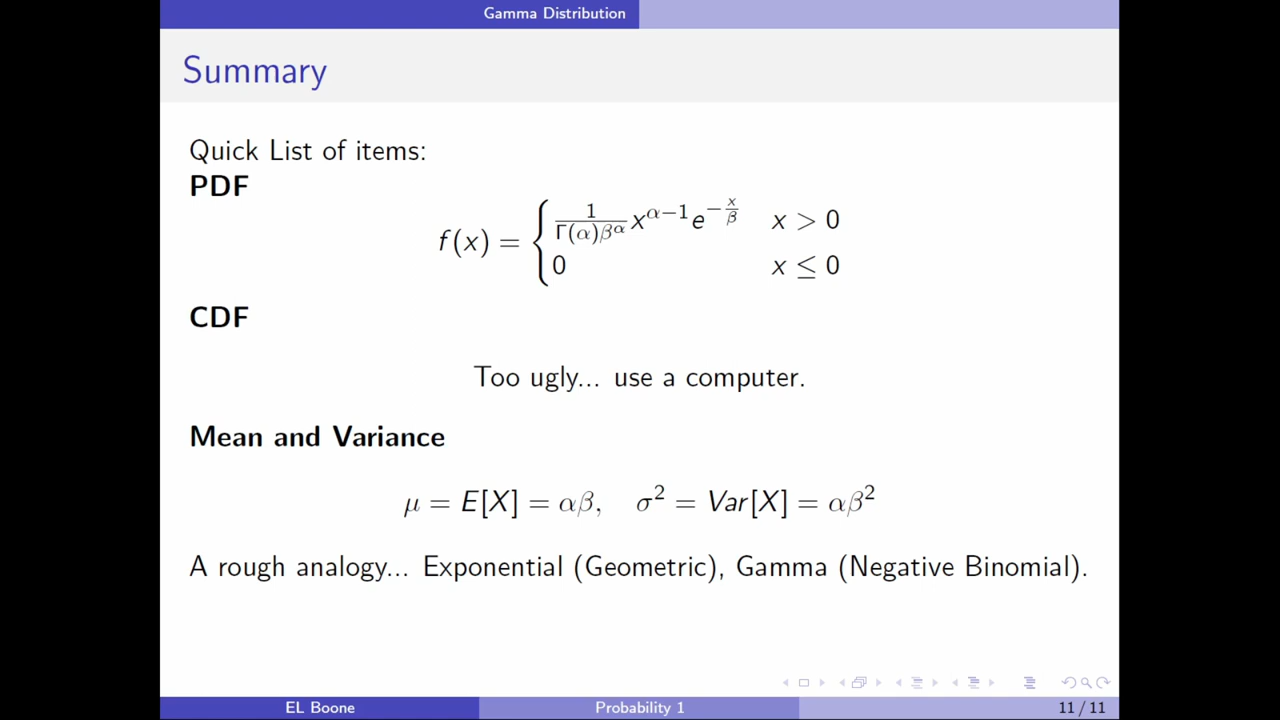 Gamma Distribution
Summary
Quick List of items:
PDF
f(x) = { 1/(Γ(α)β^α) x^(α−1) e^(−x/β)   x > 0
0   x ≤ 0
CDF
Too ugly... use a computer.
Mean and Variance
μ = E[X] = αβ,   σ² = Var[X] = αβ²
A rough analogy... Exponential (Geometric), Gamma (Negative Binomial).
EL Boone   Probability 1   11 / 11